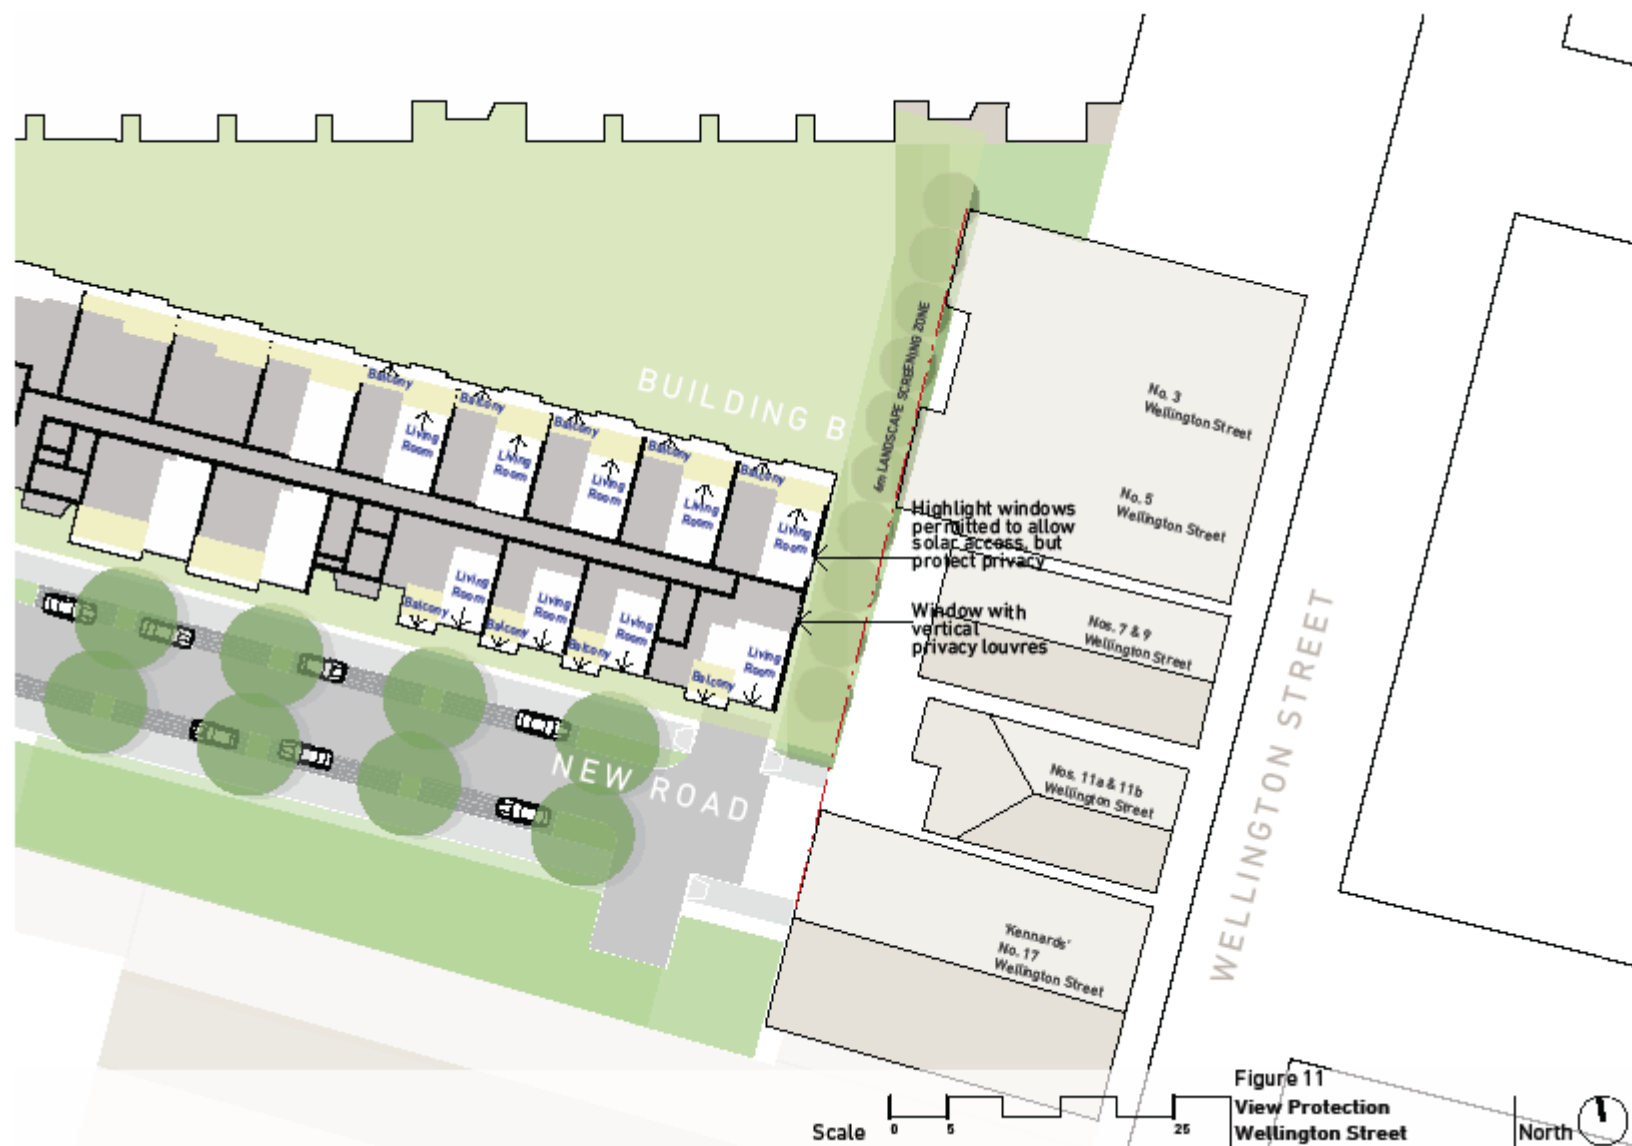 BUILDING B
6m LANDSCAPE SCREENING ZONE
No. 3
Wellington Street
No. 5
Wellington Street
Balcony
Balcony
Balcony
Balcony
Balcony
Living
Room
Living
Room
Living
Room
Living
Room
Living
Room
Highlight windows
permitted to allow
solar access, but
protect privacy
Window with
vertical
privacy louvres
Living
Room
Living
Room
Living
Room
Living
Room
Balcony
Balcony
Balcony
Balcony
Nos. 7 & 9
Wellington Street
Nos. 11a & 11b
Wellington Street
NEW ROAD
WELLINGTON STREET
'Kennards'
No. 17
Wellington Street
Figure 11
View Protection
Wellington Street
Scale
0 5 25
North